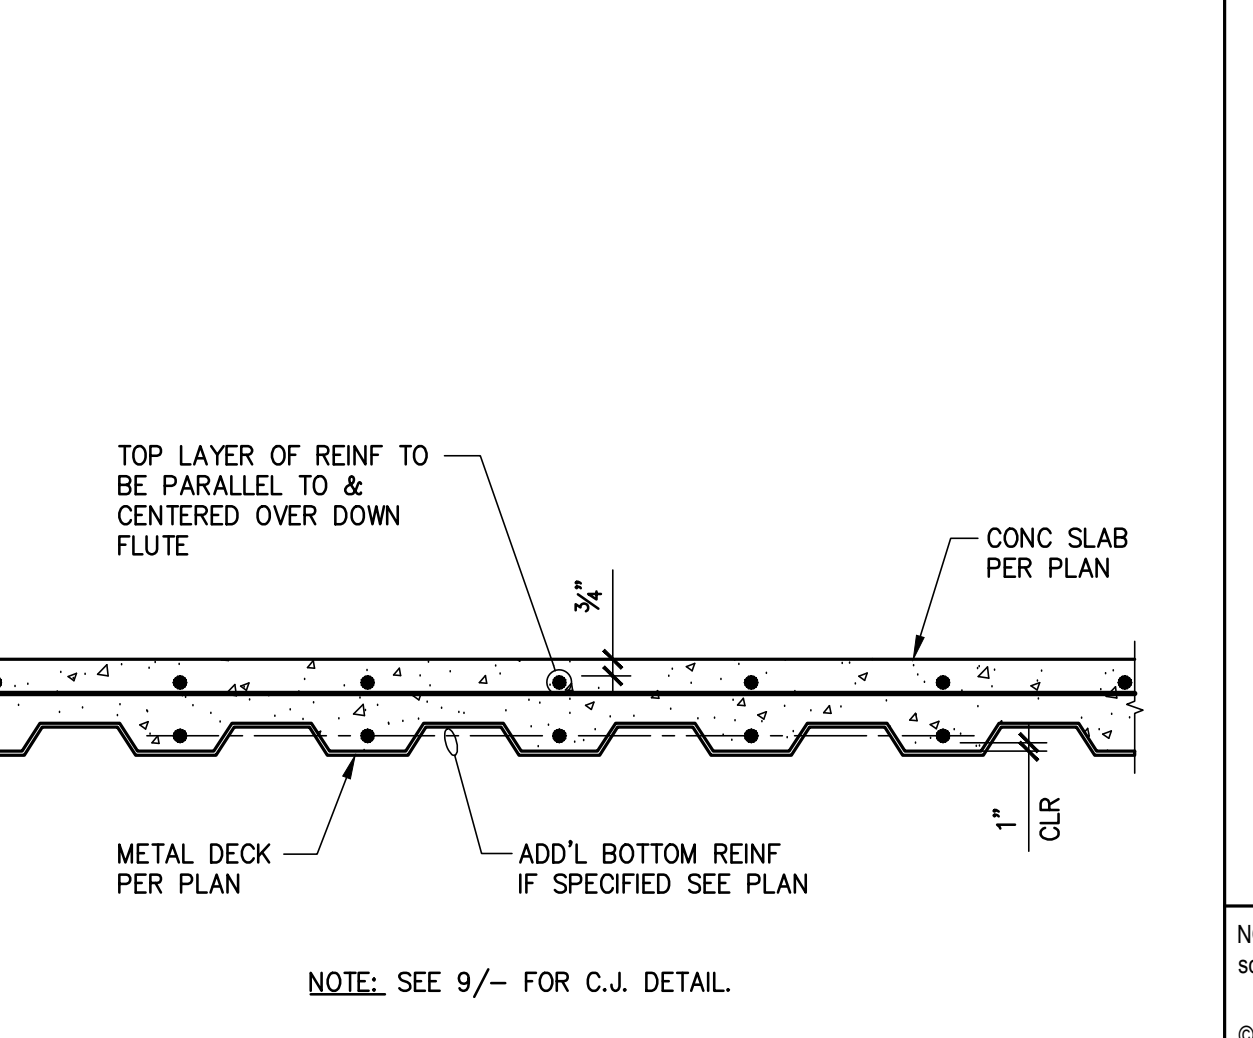 TOP LAYER OF REINF TO
BE PARALLEL TO &
CENTERED OVER DOWN
FLUTE
3/4"
CONC SLAB
PER PLAN
1"
CLR
METAL DECK
PER PLAN
ADD'L BOTTOM REINF
IF SPECIFIED SEE PLAN
NOTE: SEE 9/- FOR C.J. DETAIL.
©